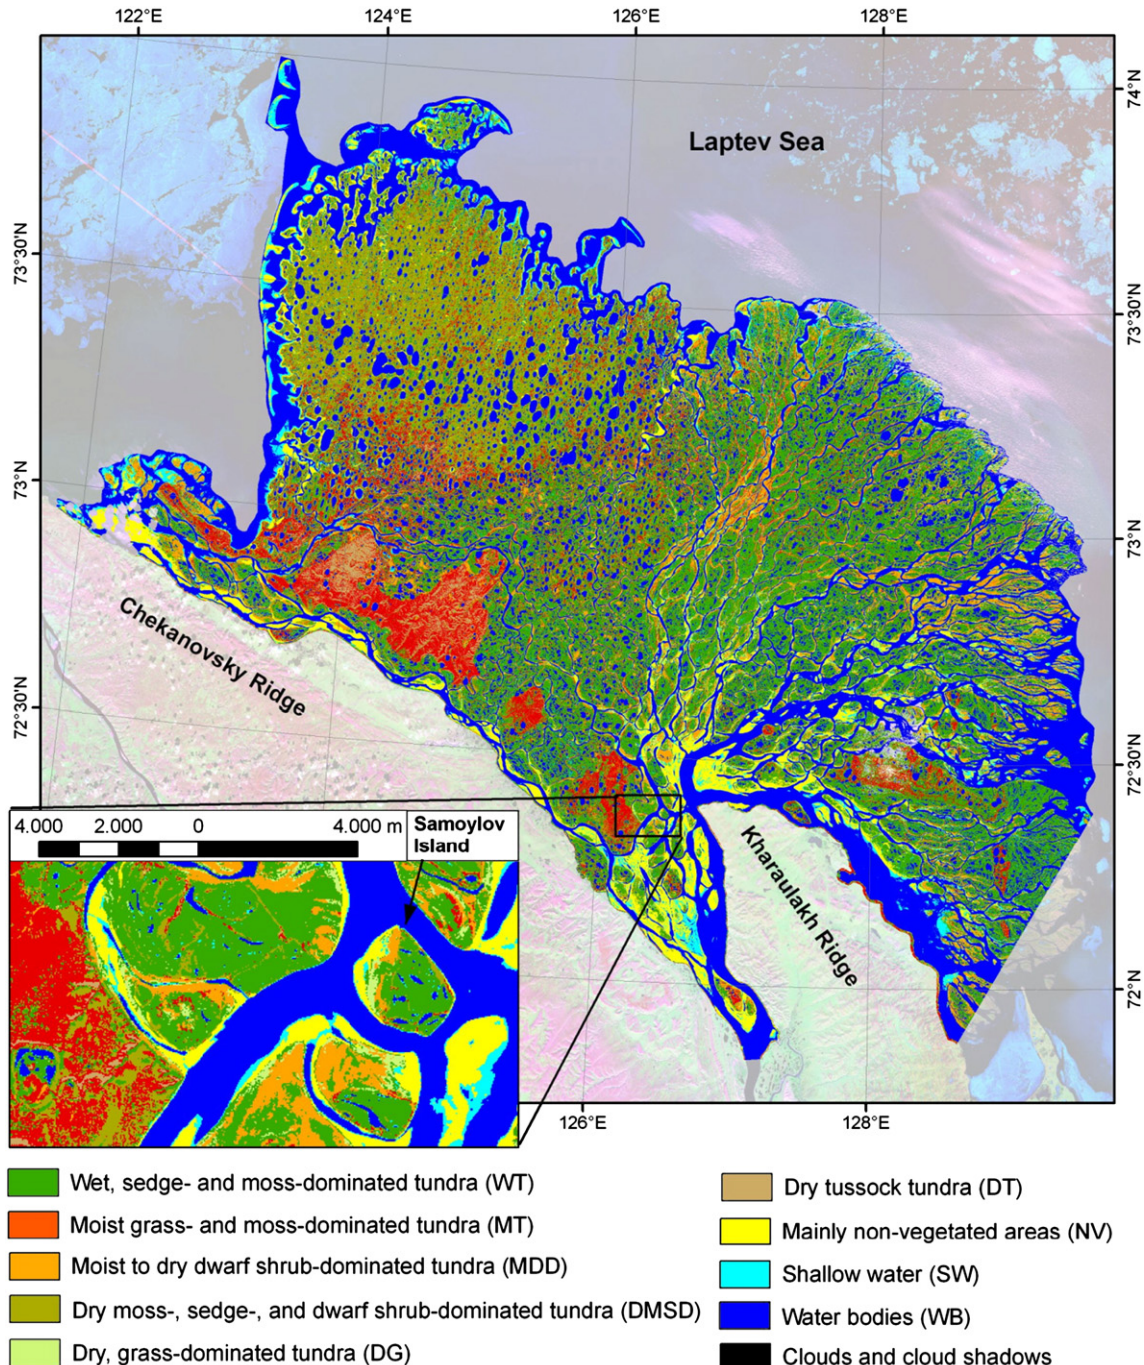 122°E 124°E 126°E 128°E
74°N
Laptev Sea
73°30'N
73°30'N
73°N
73°N
Chekanovsky Ridge
72°30'N
72°30'N
Kharaulakh Ridge
72°N
4.000 2.000 0 4.000 m
Samoylov
Island
126°E 128°E
Wet, sedge- and moss-dominated tundra (WT)
Moist grass- and moss-dominated tundra (MT)
Moist to dry dwarf shrub-dominated tundra (MDD)
Dry moss-, sedge-, and dwarf shrub-dominated tundra (DMSD)
Dry, grass-dominated tundra (DG)
Dry tussock tundra (DT)
Mainly non-vegetated areas (NV)
Shallow water (SW)
Water bodies (WB)
Clouds and cloud shadows